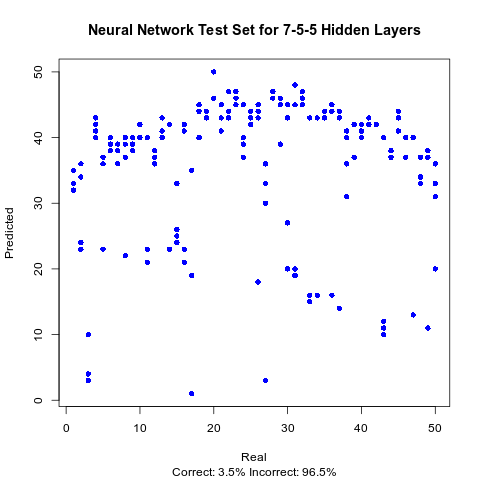 Neural Network Test Set for 7-5-5 Hidden Layers
Predicted
50
40
30
20
10
0
0 10 20 30 40 50
Real
Correct: 3.5% Incorrect: 96.5%